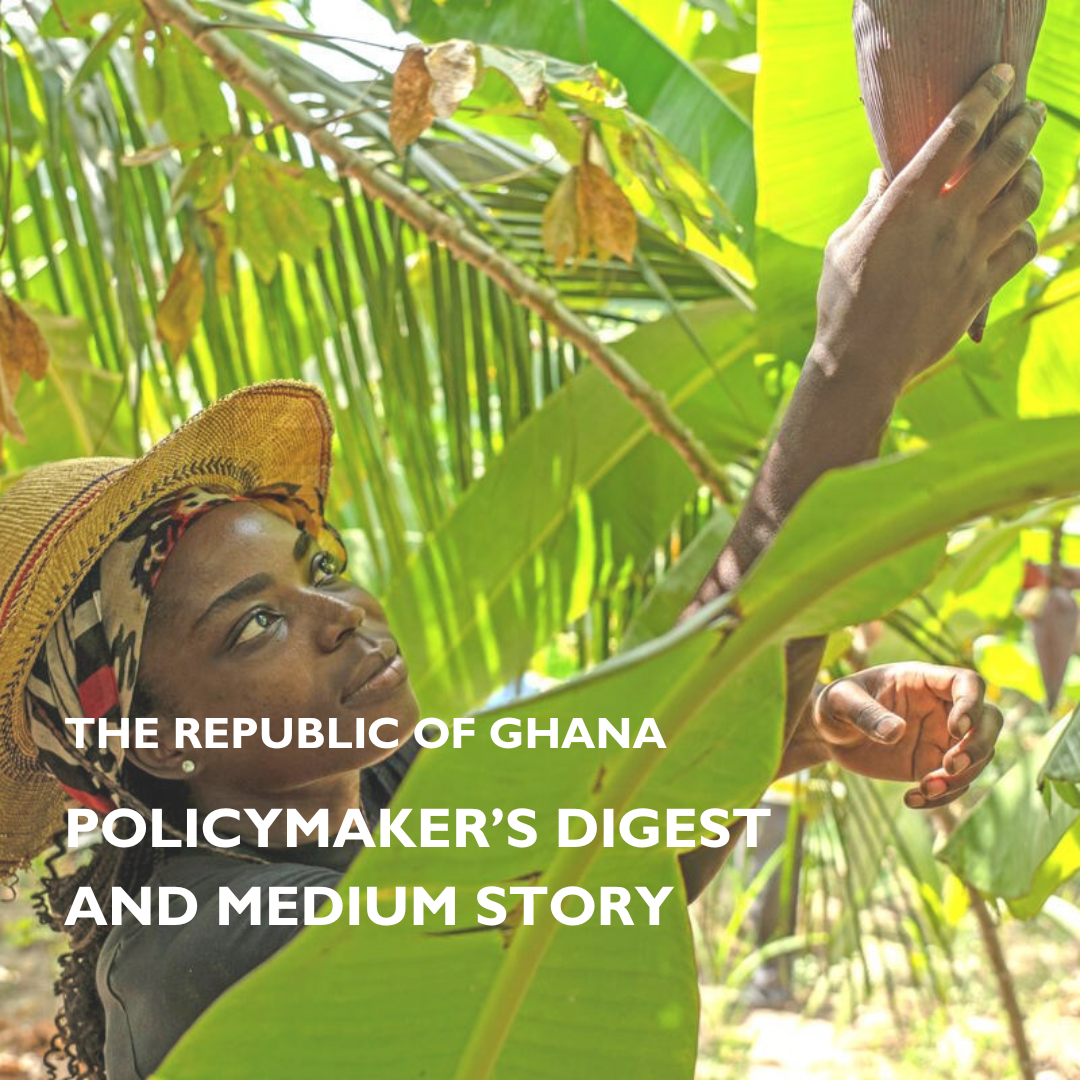 THE REPUBLIC OF GHANA
POLICYMAKER’S DIGEST
AND MEDIUM STORY